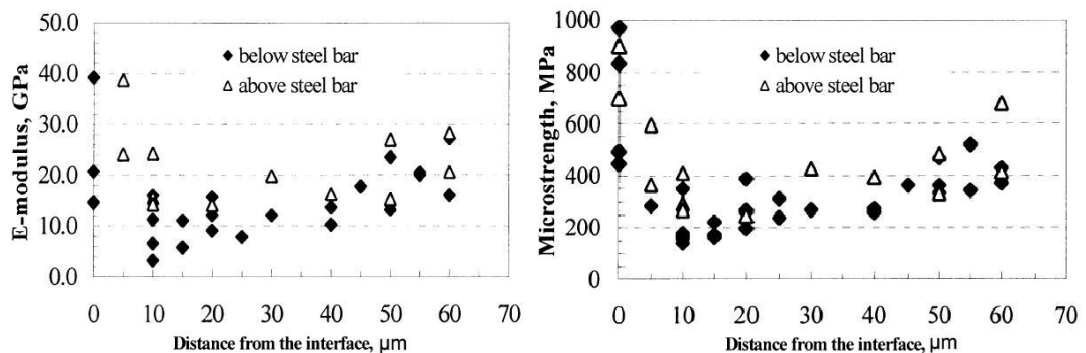 50.0
40.0
30.0
20.0
10.0
0.0
E-modulus, GPa
below steel bar
above steel bar
0 10 20 30 40 50 60 70
Distance from the interface, μm
1000
800
600
400
200
0
Microstrength, MPa
below steel bar
above steel bar
0 10 20 30 40 50 60 70
Distance from the interface, μm